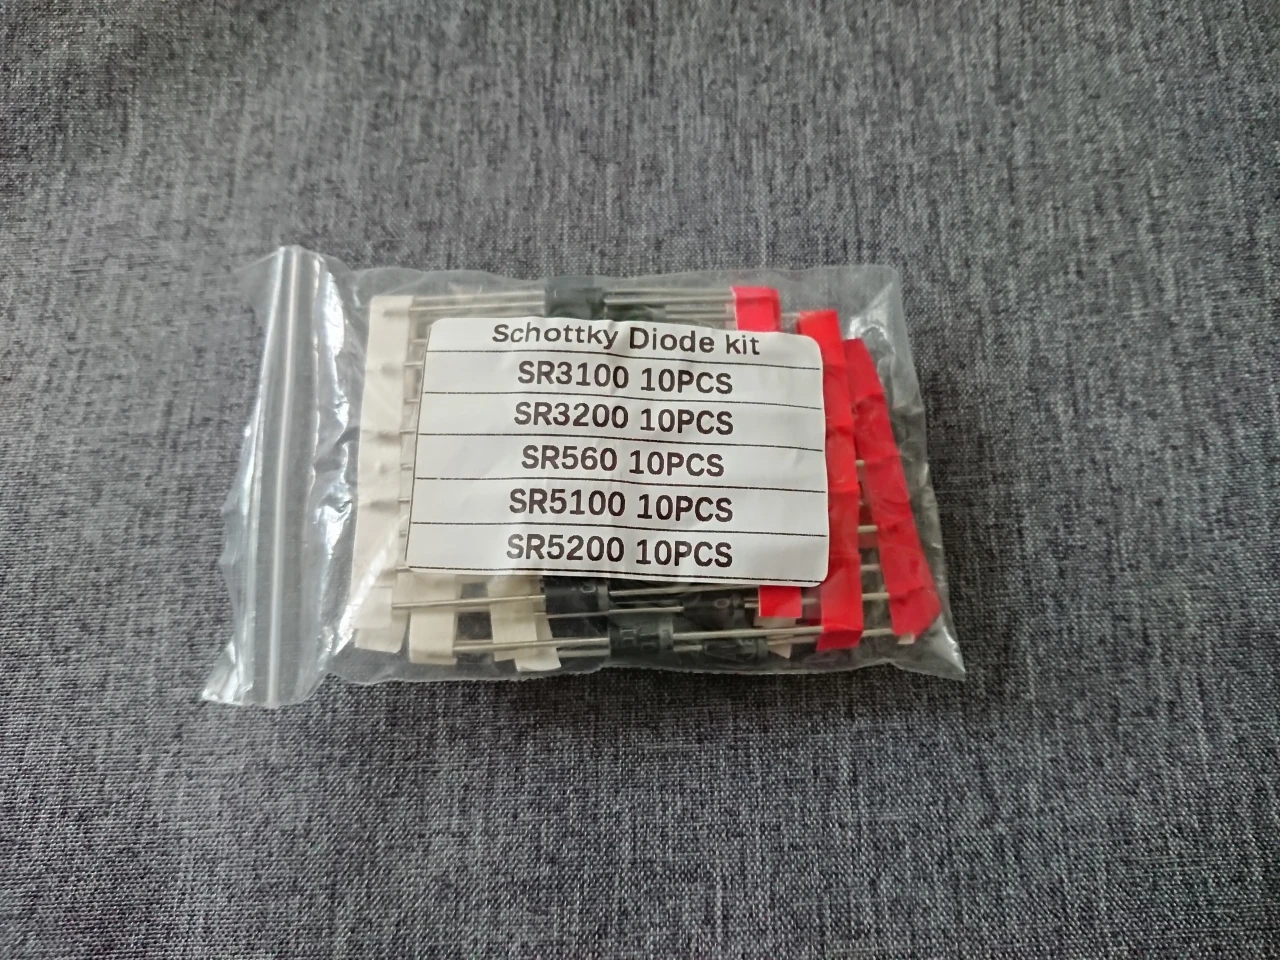 Schottky Diode kit
SR3100 10PCS
SR3200 10PCS
SR560 10PCS
SR5100 10PCS
SR5200 10PCS